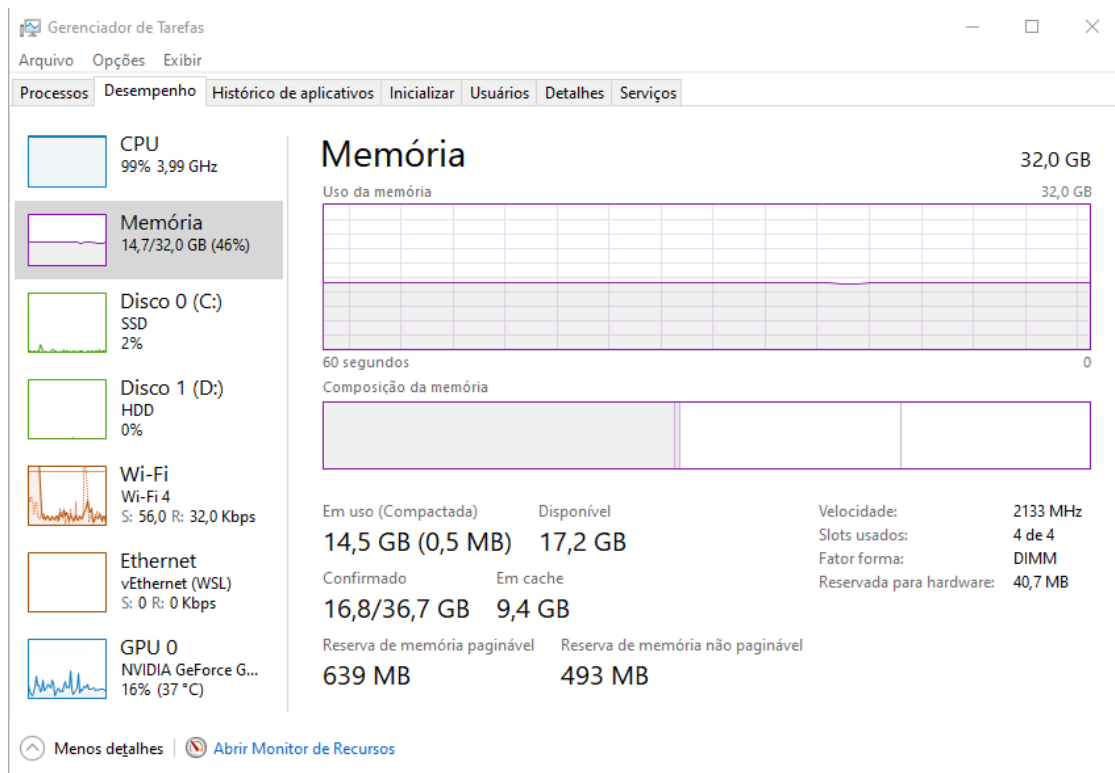 Gerenciador de Tarefas
Arquivo Opções Exibir
Processos Desempenho Histórico de aplicativos Inicializar Usuários Detalhes Serviços
CPU
99% 3,99 GHz
Memória
14,7/32,0 GB (46%)
Disco 0 (C:)
SSD
2%
Disco 1 (D:)
HDD
0%
Wi-Fi
Wi-Fi 4
S: 56,0 R: 32,0 Kbps
Ethernet
vEthernet (WSL)
S: 0 R: 0 Kbps
GPU 0
NVIDIA GeForce G...
16% (37 °C)
Memória 32,0 GB
Uso da memória 32,0 GB
60 segundos 0
Composição da memória
Em uso (Compactada) Disponível
14,5 GB (0,5 MB) 17,2 GB
Confirmado Em cache
16,8/36,7 GB 9,4 GB
Reserva de memória paginável Reserva de memória não paginável
639 MB 493 MB
Velocidade: 2133 MHz
Slots usados: 4 de 4
Fator forma: DIMM
Reservada para hardware: 40,7 MB
Menos detalhes Abrir Monitor de Recursos